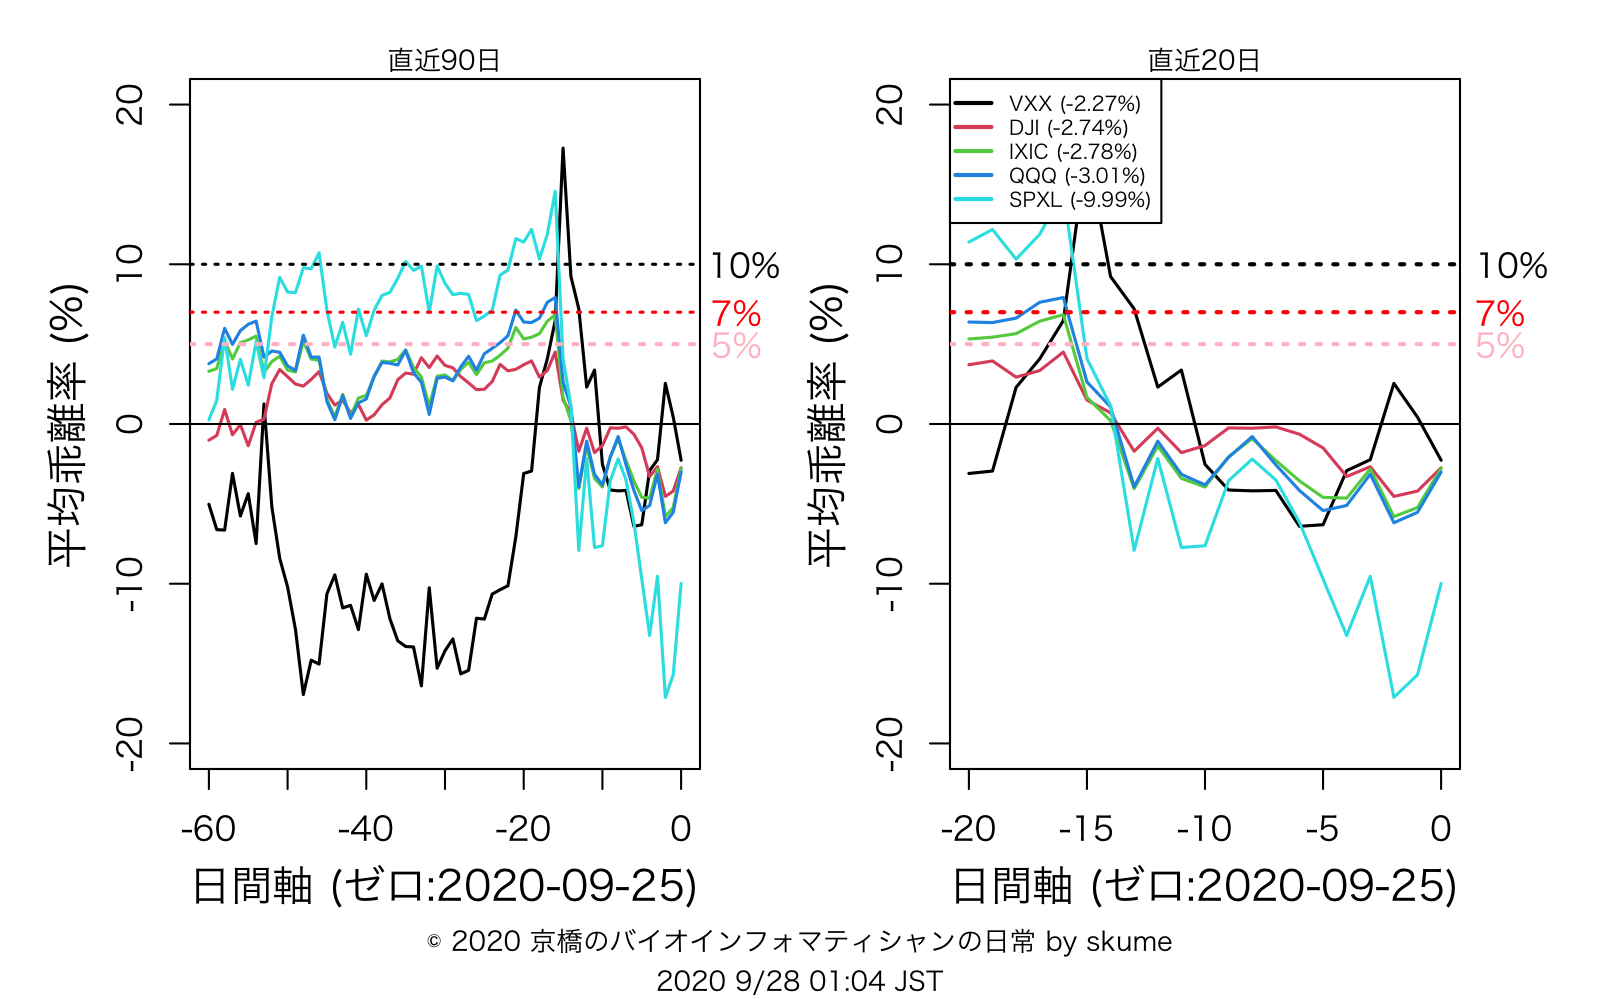 直近90日
20
10
0
-10
-20
平均乖離率 (%)
10%
7%
5%
-60
-40
-20
0
日間軸 (ゼロ:2020-09-25)
直近20日
VXX (-2.27%)
DJI (-2.74%)
IXIC (-2.78%)
QQQ (-3.01%)
SPXL (-9.99%)
20
10
0
-10
-20
平均乖離率 (%)
10%
7%
5%
-20
-15
-10
-5
0
日間軸 (ゼロ:2020-09-25)
© 2020 京橋のバイオインフォマティシャンの日常 by skume
2020 9/28 01:04 JST